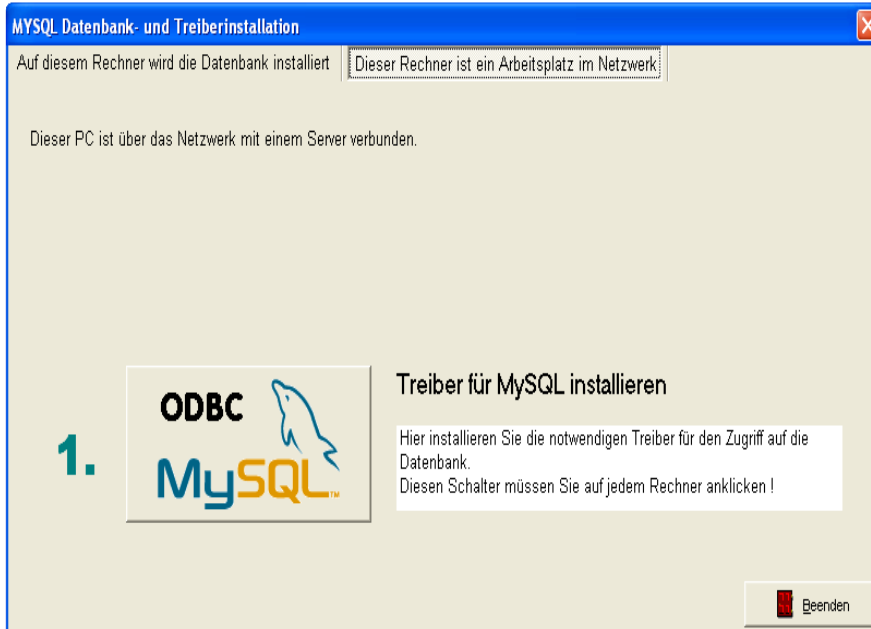 MYSQL Datenbank- und Treiberinstallation
Auf diesem Rechner wird die Datenbank installiert
Dieser Rechner ist ein Arbeitsplatz im Netzwerk
Dieser PC ist über das Netzwerk mit einem Server verbunden.
1.
ODBC
MySQL
TM
Treiber für MySQL installieren
Hier installieren Sie die notwendigen Treiber für den Zugriff auf die
Datenbank.
Diesen Schalter müssen Sie auf jedem Rechner anklicken !
Beenden